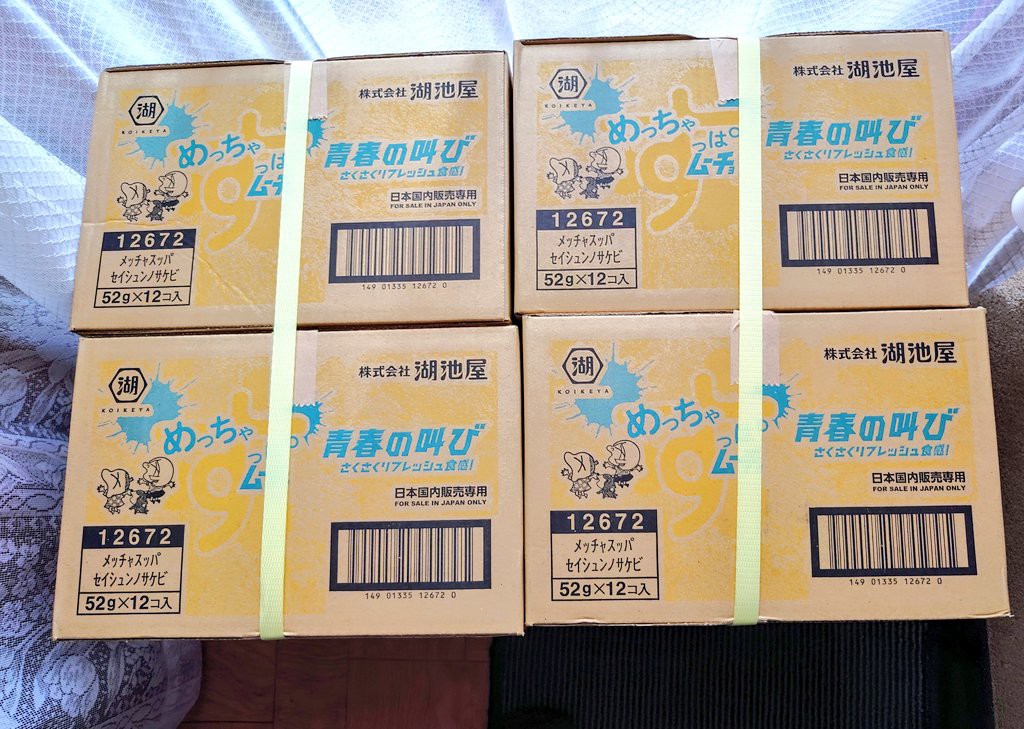 湖
KOIKEYA
株式会社 湖池屋
めっちゃ
すっぱ
ムーチ
青春の叫び
さくさくリフレッシュ食感!
日本国内販売専用
FOR SALE IN JAPAN ONLY
12672
メッチャスッパ
セイシュンノサケビ
52g×12コ入
149 01335 12672 0
湖
KOIKEYA
株式会社 湖池屋
めっちゃ
すっぱ
ムーチョ
青春の叫び
さくさくリフレッシュ食感!
日本国内販売専用
FOR SALE IN JAPAN ONLY
12672
メッチャスッパ
セイシュンノサケビ
52g×12コ入
149 01335 12672 0
湖
KOIKEYA
株式会社 湖池屋
めっちゃ
すっ
ム
青春の叫び
さくさくリフレッシュ食感!
日本国内販売専用
FOR SALE IN JAPAN ONLY
12672
メッチャスッパ
セイシュンノサケビ
52g×12コ入
149 01335 12672 0
湖
KOIKEYA
株式会社 湖池屋
めっちゃ
すっぱ
ムー
青春の叫び
さくさくリフレッシュ食感!
日本国内販売専用
FOR SALE IN JAPAN ONLY
12672
メッチャスッパ
セイシュンノサケビ
52g×12コ入
149 01335 12672 0